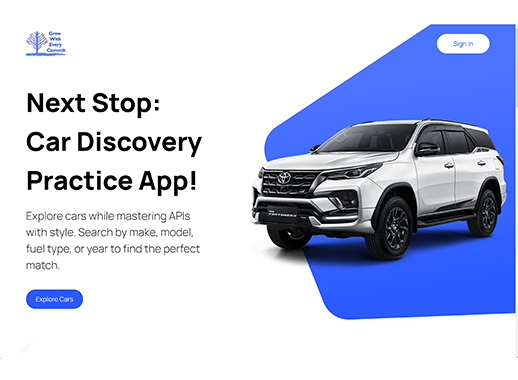 Grow
With
Every
Commit
Sign in
Next Stop:
Car Discovery
Practice App!
Explore cars while mastering APIs
with style. Search by make, model,
fuel type, or year to find the perfect
match.
Explore Cars